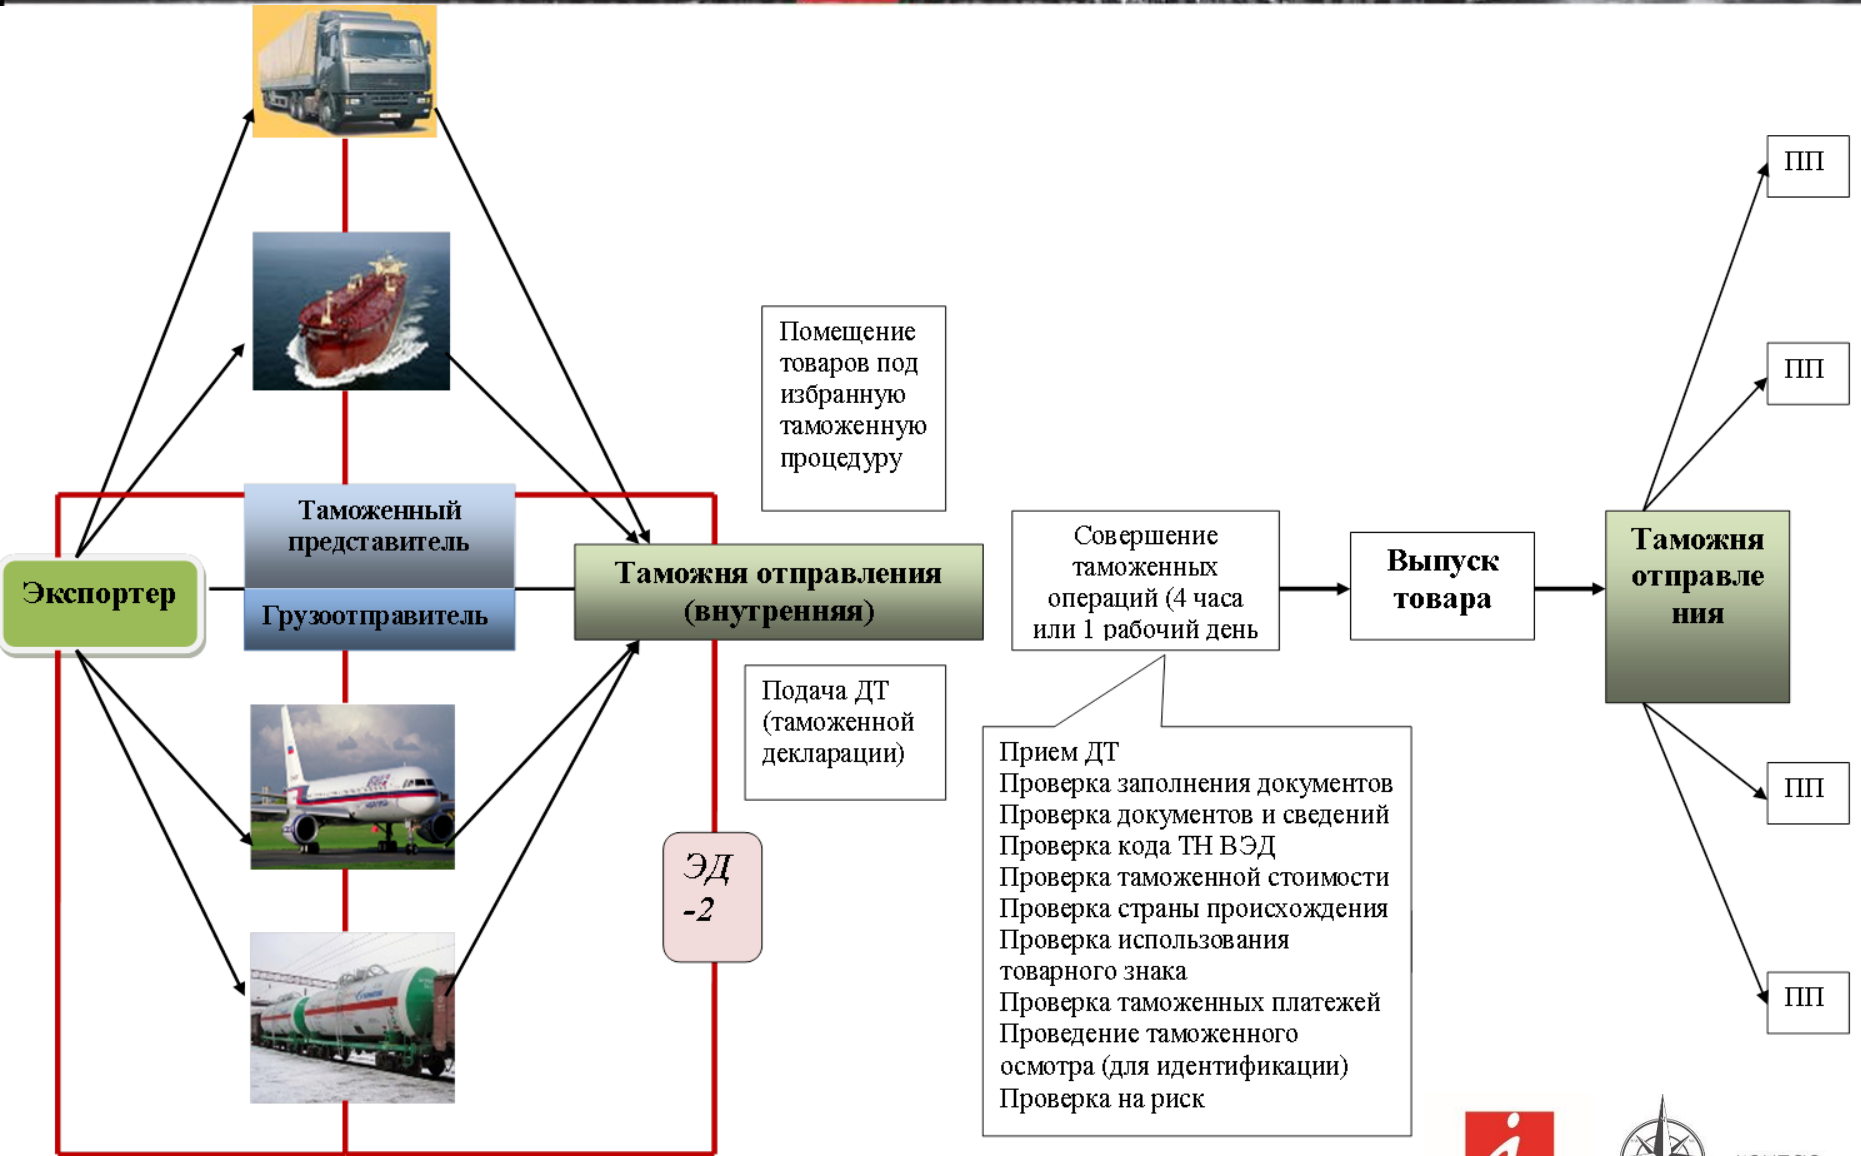 Помещение
товаров под
избранную
таможенную
процедуру
Таможенный
представитель
Экспортер
Грузоотправитель
Таможня отправления
(внутренняя)
Подача ДТ
(таможенной
декларации)
ЭД
-2
Совершение
таможенных
операций (4 часа
или 1 рабочий день
Прием ДТ
Проверка заполнения документов
Проверка документов и сведений
Проверка кода ТН ВЭД
Проверка таможенной стоимости
Проверка страны происхождения
Проверка использования
товарного знака
Проверка таможенных платежей
Проведение таможенного
осмотра (для идентификации)
Проверка на риск
Выпуск
товара
Таможня
отправле
ния
ПП
ПП
ПП
ПП